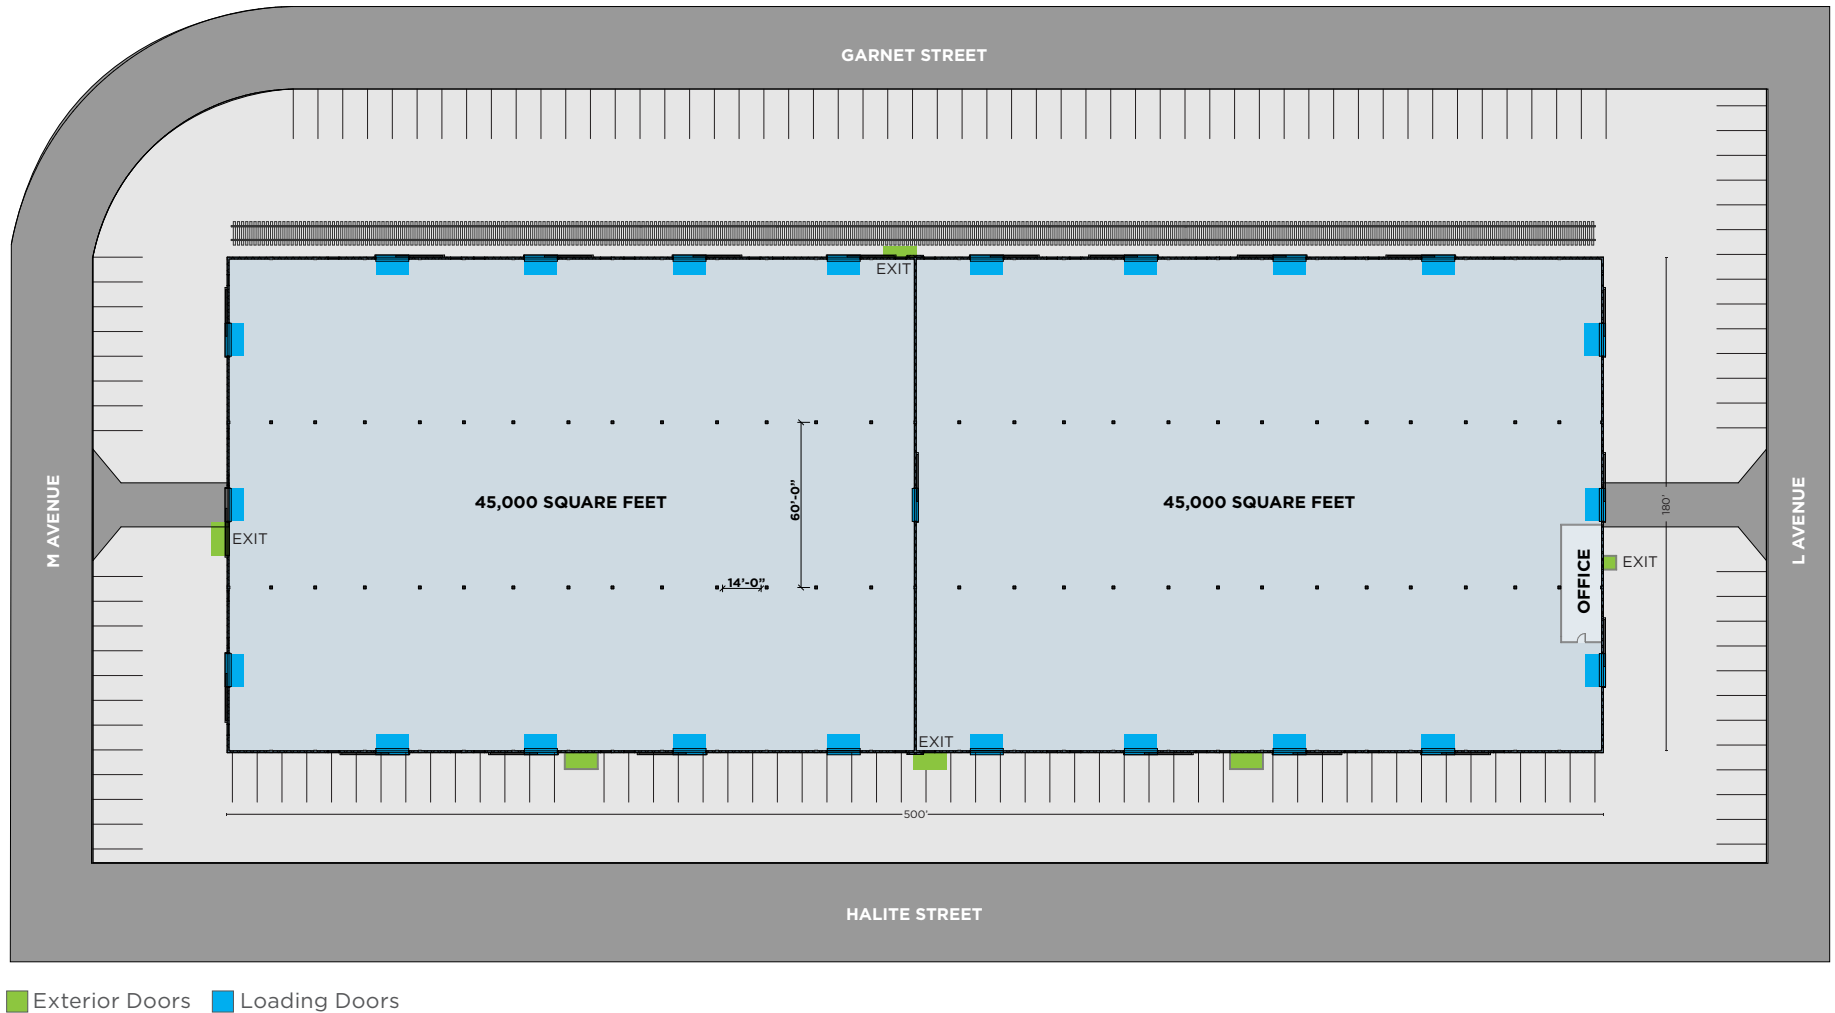 GARNET STREET
EXIT
M AVENUE
45,000 SQUARE FEET
60'-0"
45,000 SQUARE FEET
180'
L AVENUE
EXIT
EXIT
OFFICE
14'-0"
EXIT
500'
HALITE STREET
Exterior Doors
Loading Doors